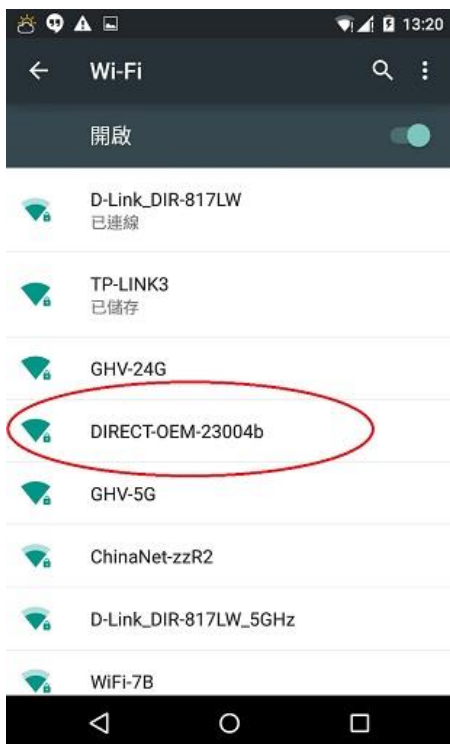 13:20
Wi-Fi
開啟
D-Link_DIR-817LW
已連線
TP-LINK3
已儲存
GHV-24G
DIRECT-OEM-23004b
GHV-5G
ChinaNet-zzR2
D-Link_DIR-817LW_5GHz
WiFi-7B